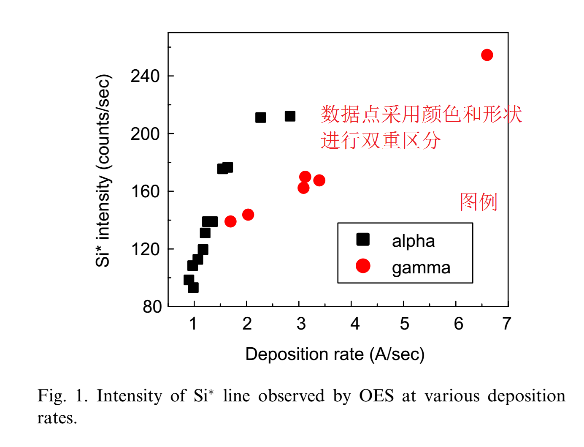 240
200
160
120
80
Si* intensity (counts/sec)
数据点采用颜色和形状
进行双重区分
图例
alpha
gamma
1 2 3 4 5 6 7
Deposition rate (A/sec)
Fig. 1. Intensity of Si* line observed by OES at various deposition
rates.